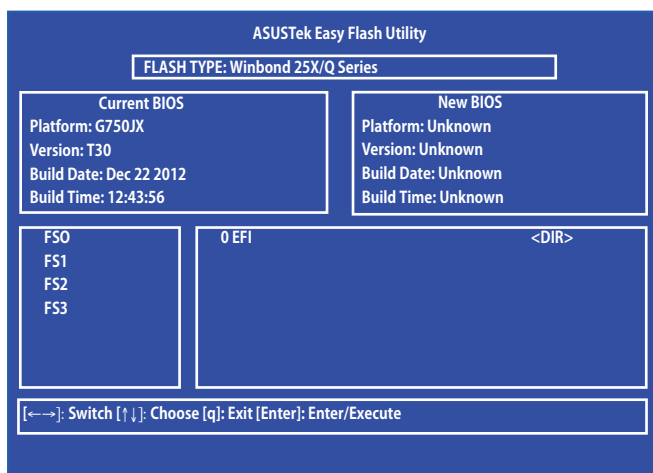 ASUSTek Easy Flash Utility
FLASH TYPE: Winbond 25X/Q Series
Current BIOS
Platform: G750JX
Version: T30
Build Date: Dec 22 2012
Build Time: 12:43:56
New BIOS
Platform: Unknown
Version: Unknown
Build Date: Unknown
Build Time: Unknown
FSO
FS1
FS2
FS3
0 EFI <DIR>
[←→]: Switch [↑↓]: Choose [q]: Exit [Enter]: Enter/Execute